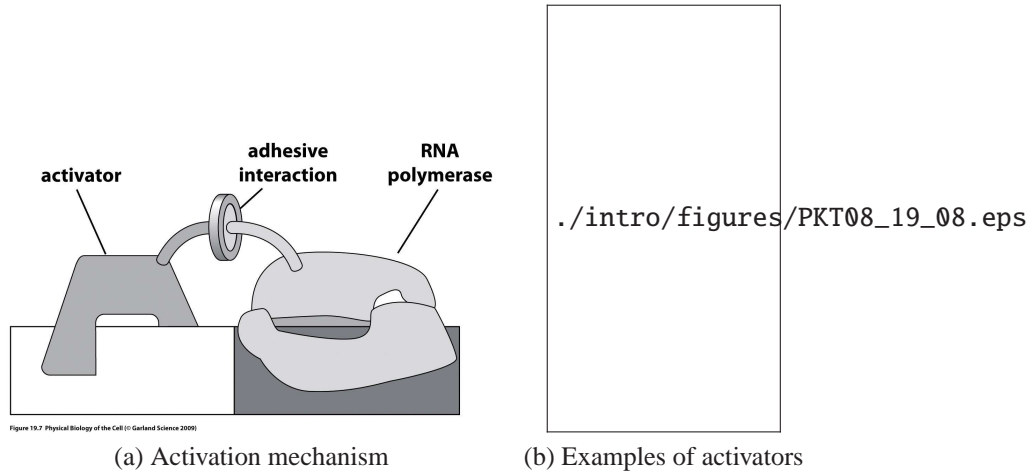 activator
adhesive
interaction
RNA
polymerase
Figure 19.7 Physical Biology of the Cell (© Garland Science 2009)
(a) Activation mechanism
./intro/figures/PKT08_19_08.eps
(b) Examples of activators